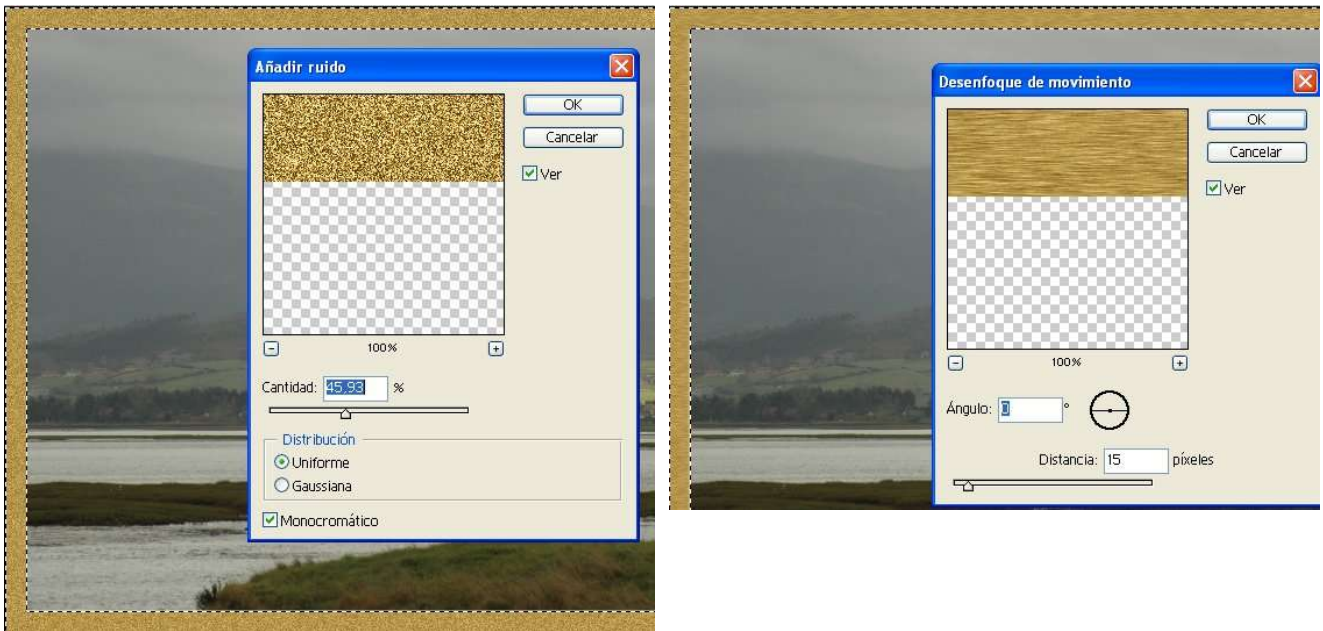 Añadir ruido
OK
Cancelar
Ver
100%
Cantidad: 45,93 %
Distribución
Uniforme
Gaussiana
Monocromático
Desenfoque de movimiento
OK
Cancelar
Ver
100%
Ángulo: 0 °
Distancia: 15 píxeles